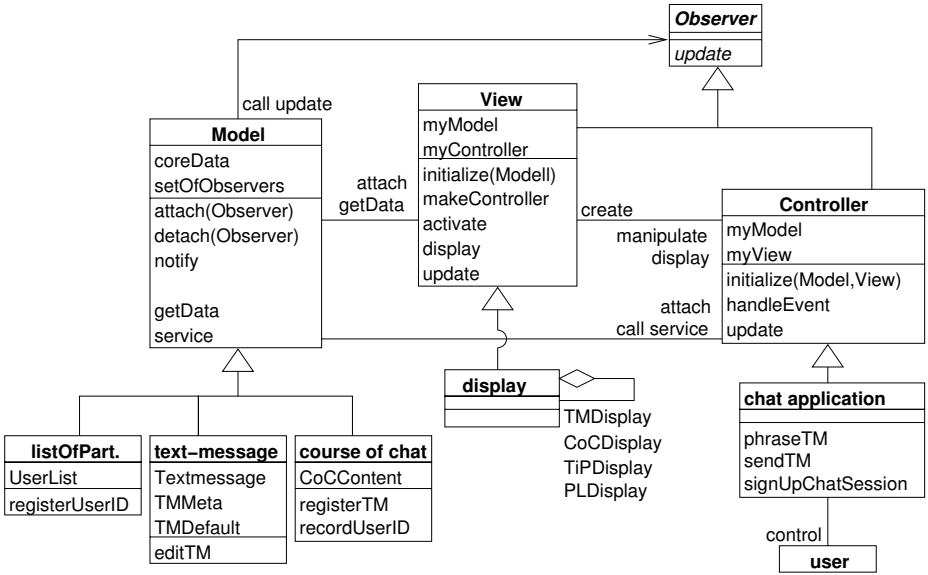 Observer
update
call update
View
myModel
myController
initialize(Modell)
makeController
activate
display
update
Model
coreData
setOfObservers
attach(Observer)
detach(Observer)
notify
getData
service
attach
getData
create
manipulate
display
attach
call service
Controller
myModel
myView
initialize(Model,View)
handleEvent
update
display
TMDisplay
CoCDisplay
TiPDisplay
PLDisplay
chat application
phraseTM
sendTM
signUpChatSession
listOfPart.
UserList
registerUserID
text–message
Textmessage
TMMeta
TMDefault
editTM
course of chat
CoCContent
registerTM
recordUserID
control
user